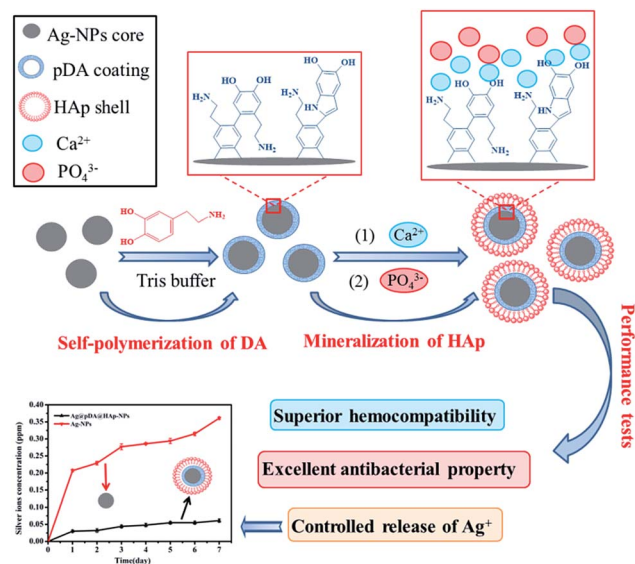 Ag-NPs core
pDA coating
HAp shell
Ca²⁺
PO₄³⁻
HO
OH
H₂N
NH₂
HO
OH
H₂N
HN
HO
OH
H₂N
NH₂
HO
OH
H₂N
HN
HO
HO
NH₂
Tris buffer
(1) Ca²⁺
(2) PO₄³⁻
Self-polymerization of DA
Mineralization of HAp
Performance tests
Superior hemocompatibility
Excellent antibacterial property
Controlled release of Ag⁺
Silver ions concentration (ppm)
0.40
0.35
0.30
0.25
0.20
0.15
0.10
0.05
0.00
Ag@pDA@HAp-NPs
Ag-NPs
0 1 2 3 4 5 6 7
Time(day)